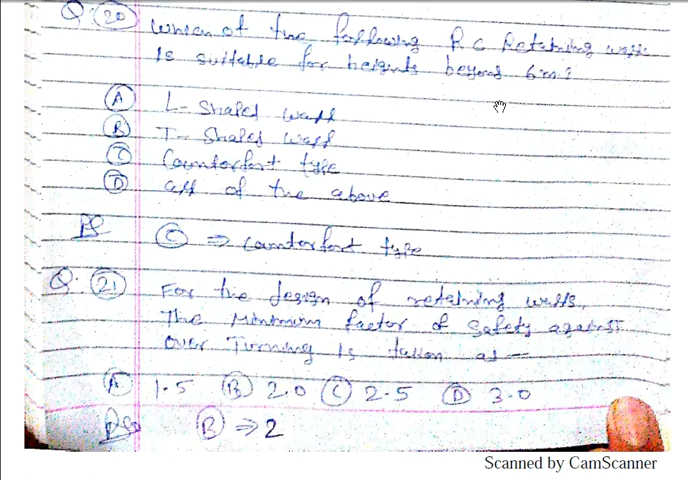 Q. 20 Which of the following R C Retaining wall
Is suitable for heights beyond 6m?
A L- Shaped wall
B T- Shaped wall
C Counterfort type
D all of the above
C ⇒ Counterfort type
Q. 21 For the design of retaining walls,
The Minimum factor of safety against
over Turning Is taken as –
A 1.5 B 2.0 C 2.5 D 3.0
B ⇒ 2
Scanned by CamScanner